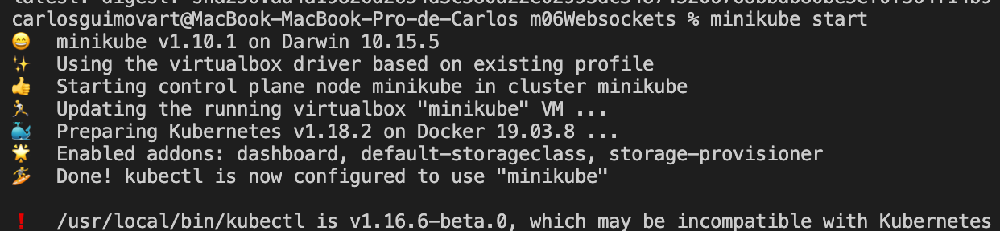 carlosguimovart@MacBook-MacBook-Pro-de-Carlos m06Websockets % minikube start
😄 minikube v1.10.1 on Darwin 10.15.5
✨ Using the virtualbox driver based on existing profile
👍 Starting control plane node minikube in cluster minikube
🏃 Updating the running virtualbox "minikube" VM ...
🐳 Preparing Kubernetes v1.18.2 on Docker 19.03.8 ...
🌟 Enabled addons: dashboard, default-storageclass, storage-provisioner
🏄 Done! kubectl is now configured to use "minikube"
❗ /usr/local/bin/kubectl is v1.16.6-beta.0, which may be incompatible with Kubernetes